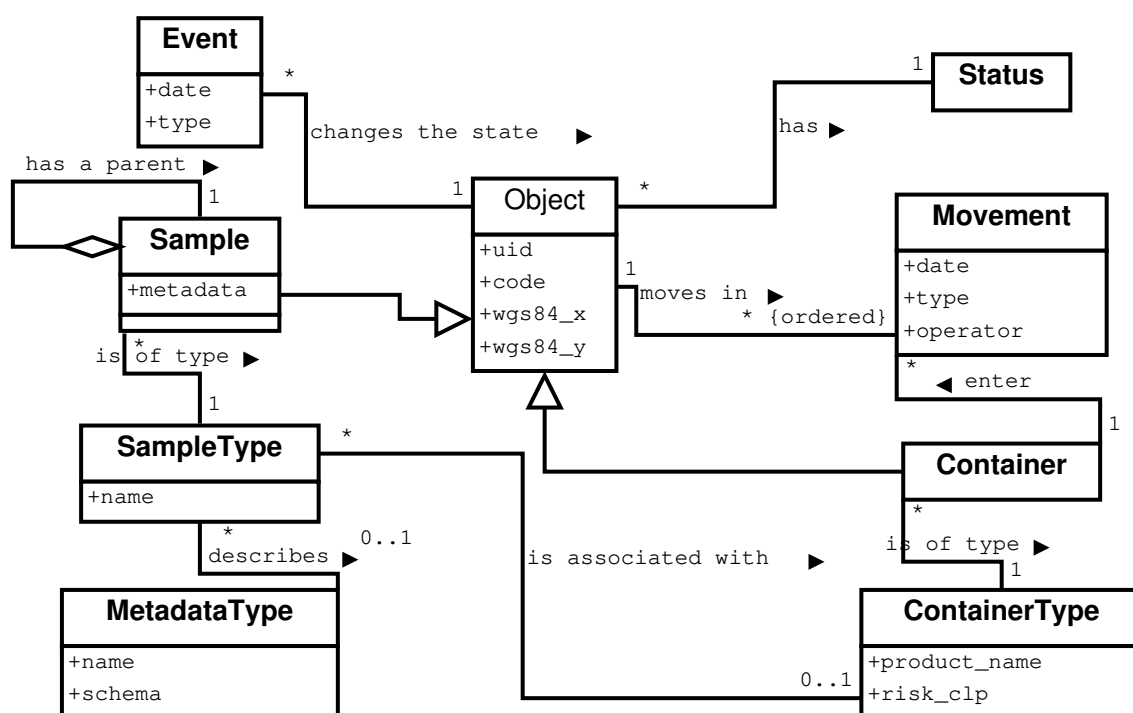 Event
+date
+type
*
changes the state ▶
1
1
Status
has ▶
*
has a parent ▶
1
Sample
+metadata
Object
+uid
+code
+wgs84_x
+wgs84_y
1
moves in ▶
* {ordered}
Movement
+date
+type
+operator
*
◀ enter
1
*
is of type ▶
1
SampleType
+name
*
Container
*
is of type ▶
1
*
describes ▶
0..1
is associated with ▶
MetadataType
+name
+schema
0..1
ContainerType
+product_name
+risk_clp